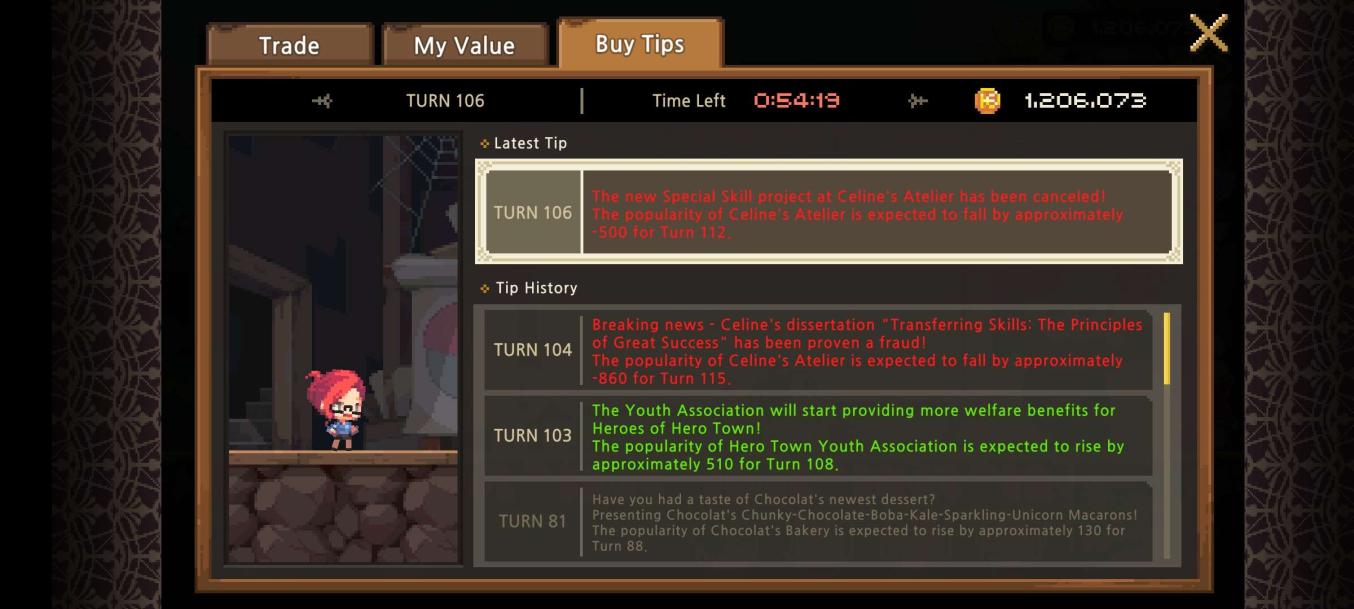 Trade
My Value
Buy Tips
TURN 106
Time Left
0:54:19
1,206,073
Latest Tip
TURN 106
The new Special Skill project at Celine's Atelier has been canceled!
The popularity of Celine's Atelier is expected to fall by approximately
-500 for Turn 112.
Tip History
TURN 104
Breaking news - Celine's dissertation "Transferring Skills: The Principles
of Great Success" has been proven a fraud!
The popularity of Celine's Atelier is expected to fall by approximately
-860 for Turn 115.
TURN 103
The Youth Association will start providing more welfare benefits for
Heroes of Hero Town!
The popularity of Hero Town Youth Association is expected to rise by
approximately 510 for Turn 108.
TURN 81
Have you had a taste of Chocolat's newest dessert?
Presenting Chocolat's Chunky-Chocolate-Boba-Kale-Sparkling-Unicorn Macarons!
The popularity of Chocolat's Bakery is expected to rise by approximately 130 for
Turn 88.